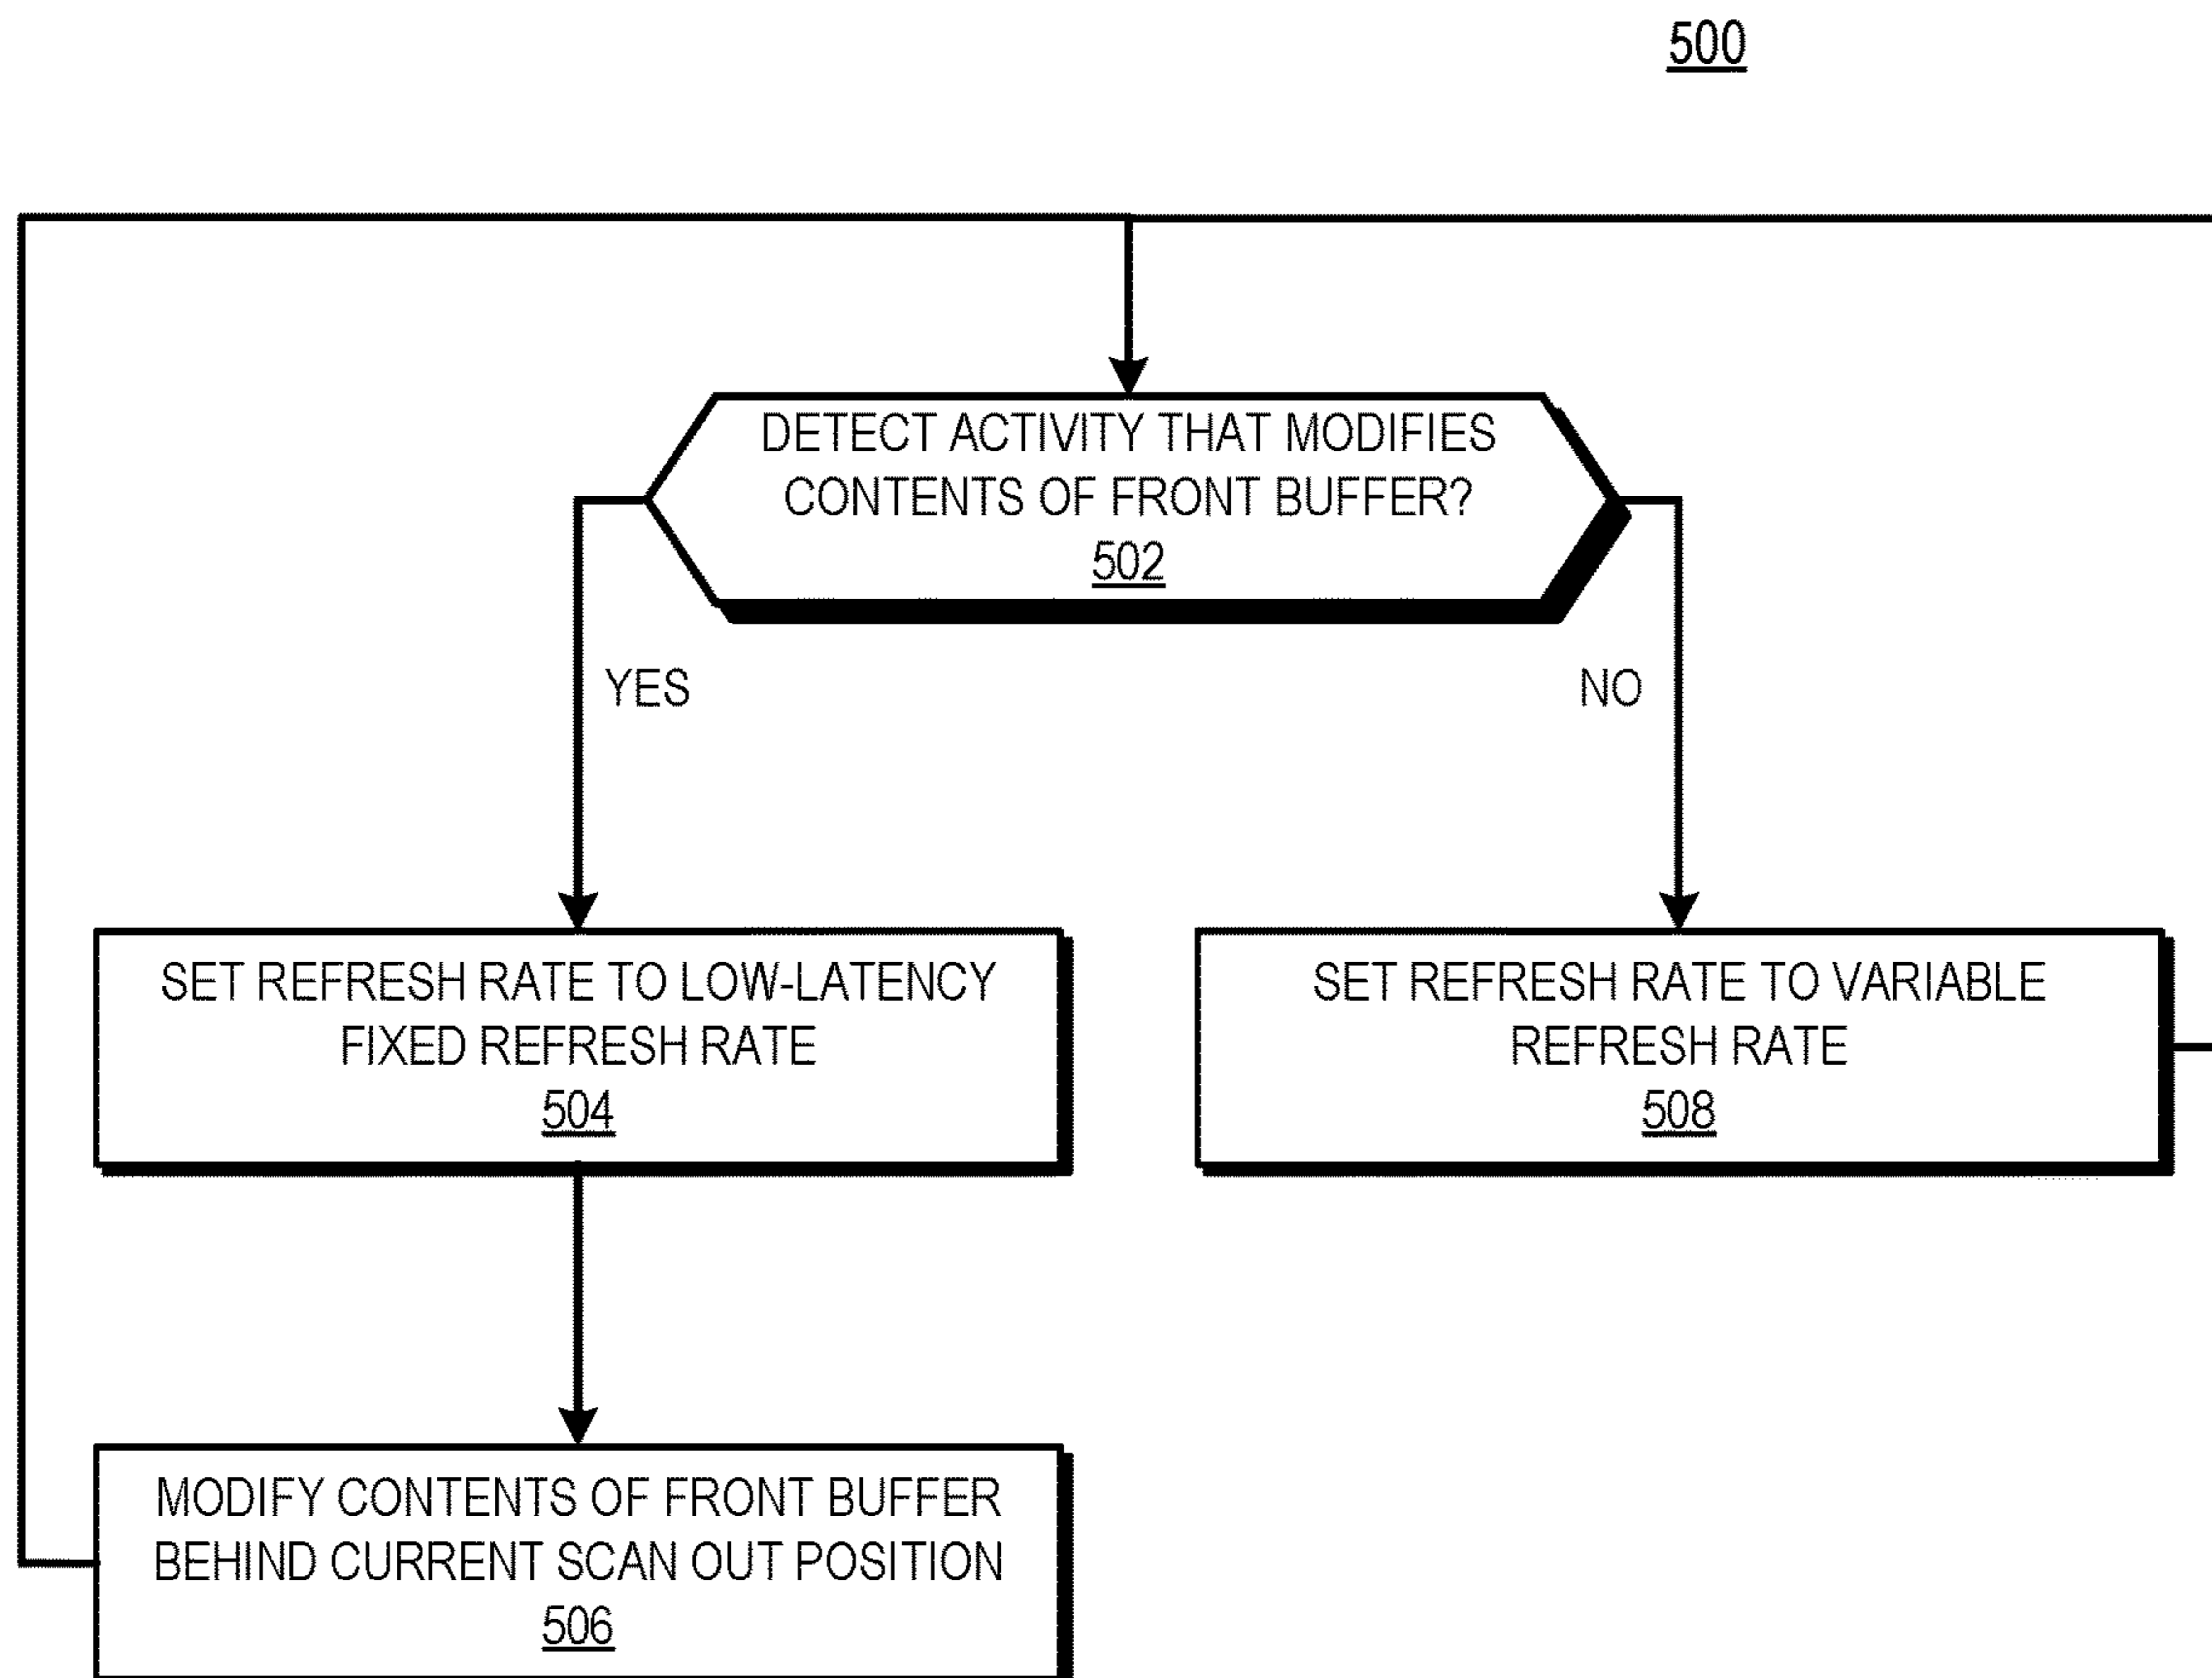 500
DETECT ACTIVITY THAT MODIFIES
CONTENTS OF FRONT BUFFER?
502
YES
NO
SET REFRESH RATE TO LOW-LATENCY
FIXED REFRESH RATE
504
SET REFRESH RATE TO VARIABLE
REFRESH RATE
508
MODIFY CONTENTS OF FRONT BUFFER
BEHIND CURRENT SCAN OUT POSITION
506